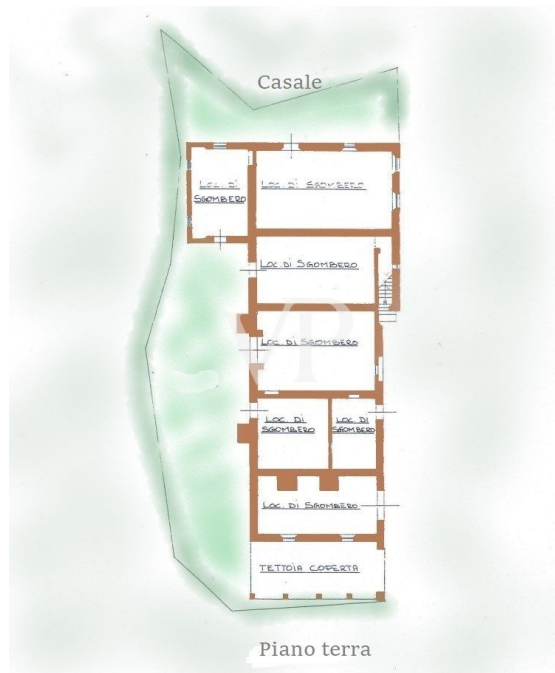 Casale
LOC. DI
SGOMBERO
LOC. DI SGOMBERO
LOC. DI SGOMBERO
VP
LOC. DI SGOMBERO
LOC. DI
SGOMBERO
LOC. DI
SGOMBERO
LOC. DI SGOMBERO
TETTOIA COPERTA
Piano terra